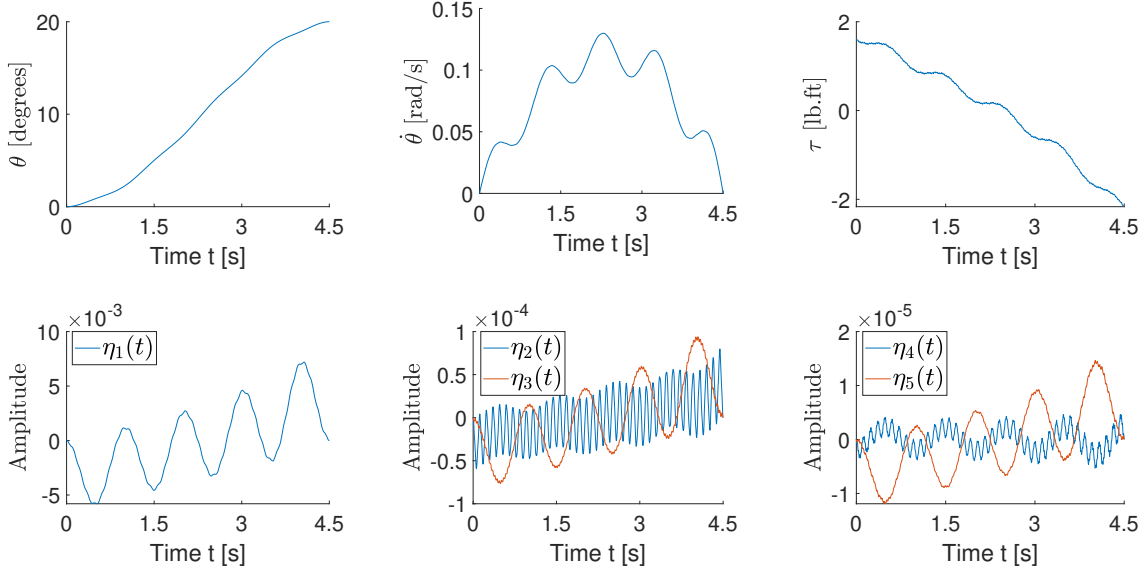 θ [degrees]
20
10
0
0
1.5
3
4.5
Time t [s]
θ̇ [rad/s]
0.15
0.1
0.05
0
0
1.5
3
4.5
Time t [s]
τ [lb.ft]
2
0
-2
0
1.5
3
4.5
Time t [s]
×10⁻³
η₁(t)
Amplitude
10
5
0
-5
0
1.5
3
4.5
Time t [s]
×10⁻⁴
η₂(t)
η₃(t)
Amplitude
1
0.5
0
-0.5
-1
0
1.5
3
4.5
Time t [s]
×10⁻⁵
η₄(t)
η₅(t)
Amplitude
2
1
0
-1
0
1.5
3
4.5
Time t [s]